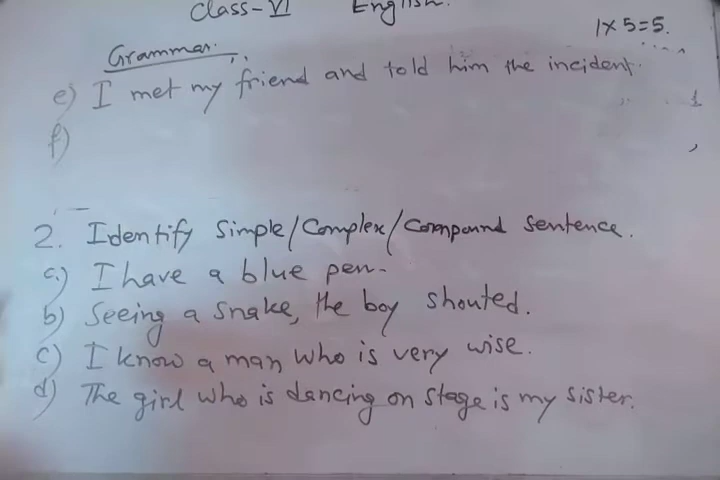 Class-VI English.
1×5=5.
Grammar.
e) I met my friend and told him the incident.
f)
2. Identify Simple/Complex/Compound Sentence.
a) I have a blue pen.
b) Seeing a snake, the boy shouted.
c) I know a man who is very wise.
d) The girl who is dancing on stage is my sister.